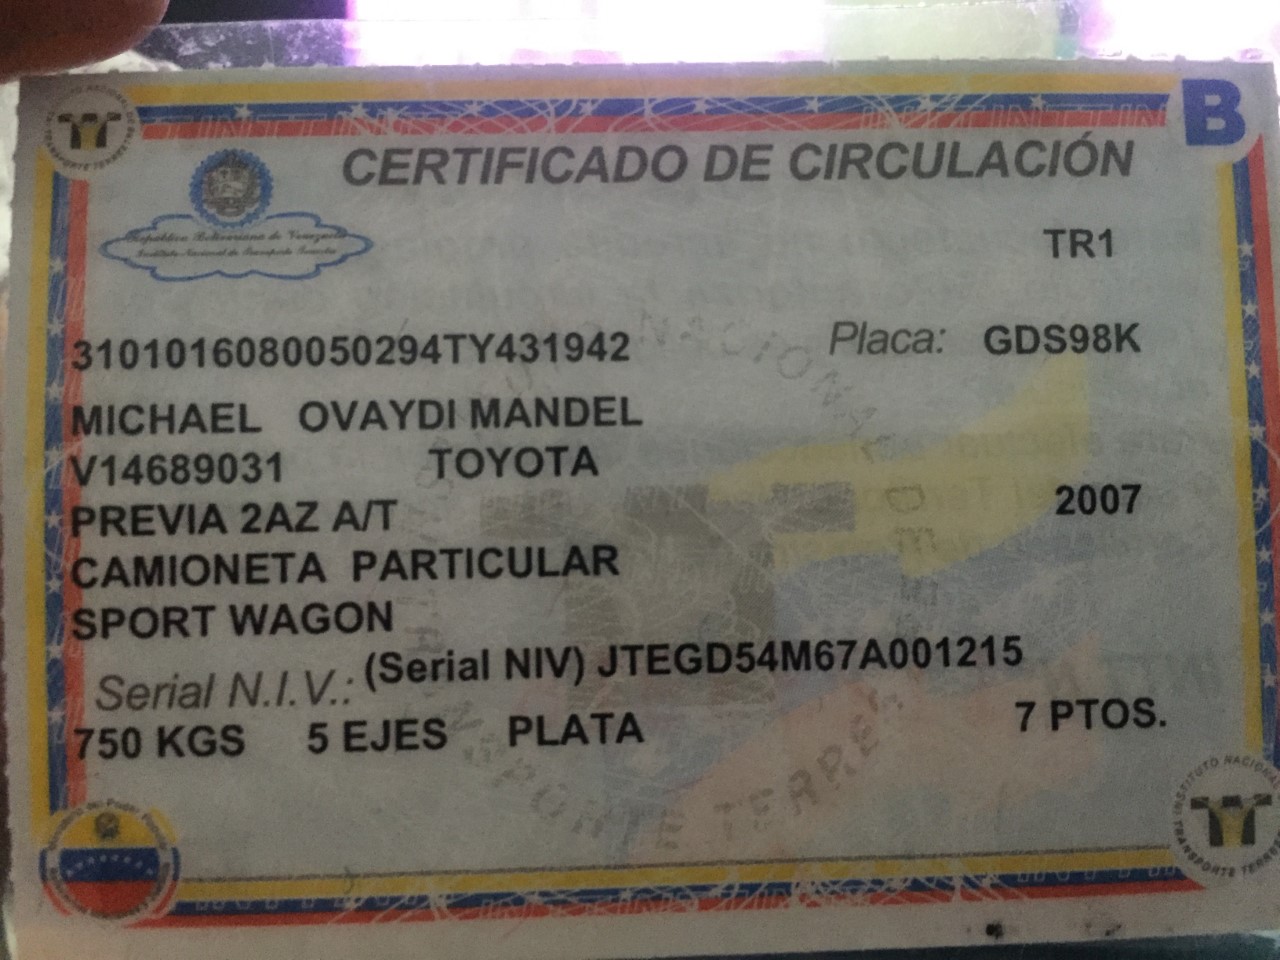 B
CERTIFICADO DE CIRCULACIÓN
República Bolivariana de Venezuela
Instituto Nacional de Transporte Terrestre
TR1
3101016080050294TY431942 Placa: GDS98K
MICHAEL OVAYDI MANDEL
V14689031 TOYOTA
PREVIA 2AZ A/T 2007
CAMIONETA PARTICULAR
SPORT WAGON
Serial N.I.V.: (Serial NIV) JTEGD54M67A001215
750 KGS 5 EJES PLATA 7 PTOS.
INSTITUTO NACIONAL
TRANSPORTE TERRESTRE